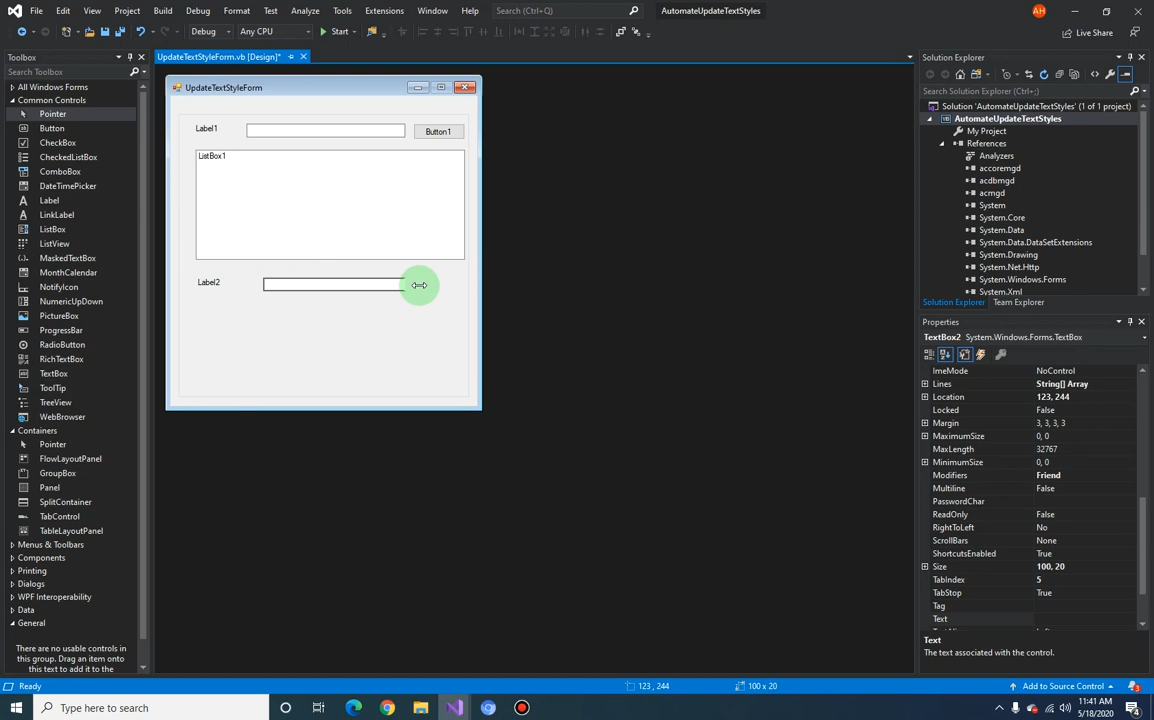 File Edit View Project Build Debug Format Test Analyze Tools Extensions Window Help Search (Ctrl+Q) AutomateUpdateTextStyles AH
Debug Any CPU Start Live Share
Toolbox
Search Toolbox
All Windows Forms
Common Controls
Pointer
Button
CheckBox
CheckedListBox
ComboBox
DateTimePicker
Label
LinkLabel
ListBox
ListView
MaskedTextBox
MonthCalendar
NotifyIcon
NumericUpDown
PictureBox
ProgressBar
RadioButton
RichTextBox
TextBox
ToolTip
TreeView
WebBrowser
Containers
Pointer
FlowLayoutPanel
GroupBox
Panel
SplitContainer
TabControl
TableLayoutPanel
Menus & Toolbars
Components
Printing
Dialogs
WPF Interoperability
Data
General
There are no usable controls in
this group. Drag an item onto
this text to add it to the
UpdateTextStyleForm.vb [Design]*
UpdateTextStyleForm
Label1 Button1
ListBox1
Label2
Solution Explorer
Search Solution Explorer (Ctrl+;)
Solution 'AutomateUpdateTextStyles' (1 of 1 project)
VB AutomateUpdateTextStyles
My Project
References
Analyzers
accoremgd
acdbmgd
acmgd
System
System.Core
System.Data
System.Data.DataSetExtensions
System.Drawing
System.Net.Http
System.Windows.Forms
System.Xml
Solution Explorer Team Explorer
Properties
TextBox2 System.Windows.Forms.TextBox
ImeMode NoControl
Lines String[] Array
Location 123, 244
Locked False
Margin 3, 3, 3, 3
MaximumSize 0, 0
MaxLength 32767
MinimumSize 0, 0
Modifiers Friend
Multiline False
PasswordChar
ReadOnly False
RightToLeft No
ScrollBars None
ShortcutsEnabled True
Size 100, 20
TabIndex 5
TabStop True
Tag
Text
Text
The text associated with the control.
Ready 123 , 244 100 x 20 Add to Source Control 3
Type here to search 11:41 AM
5/18/2020 4